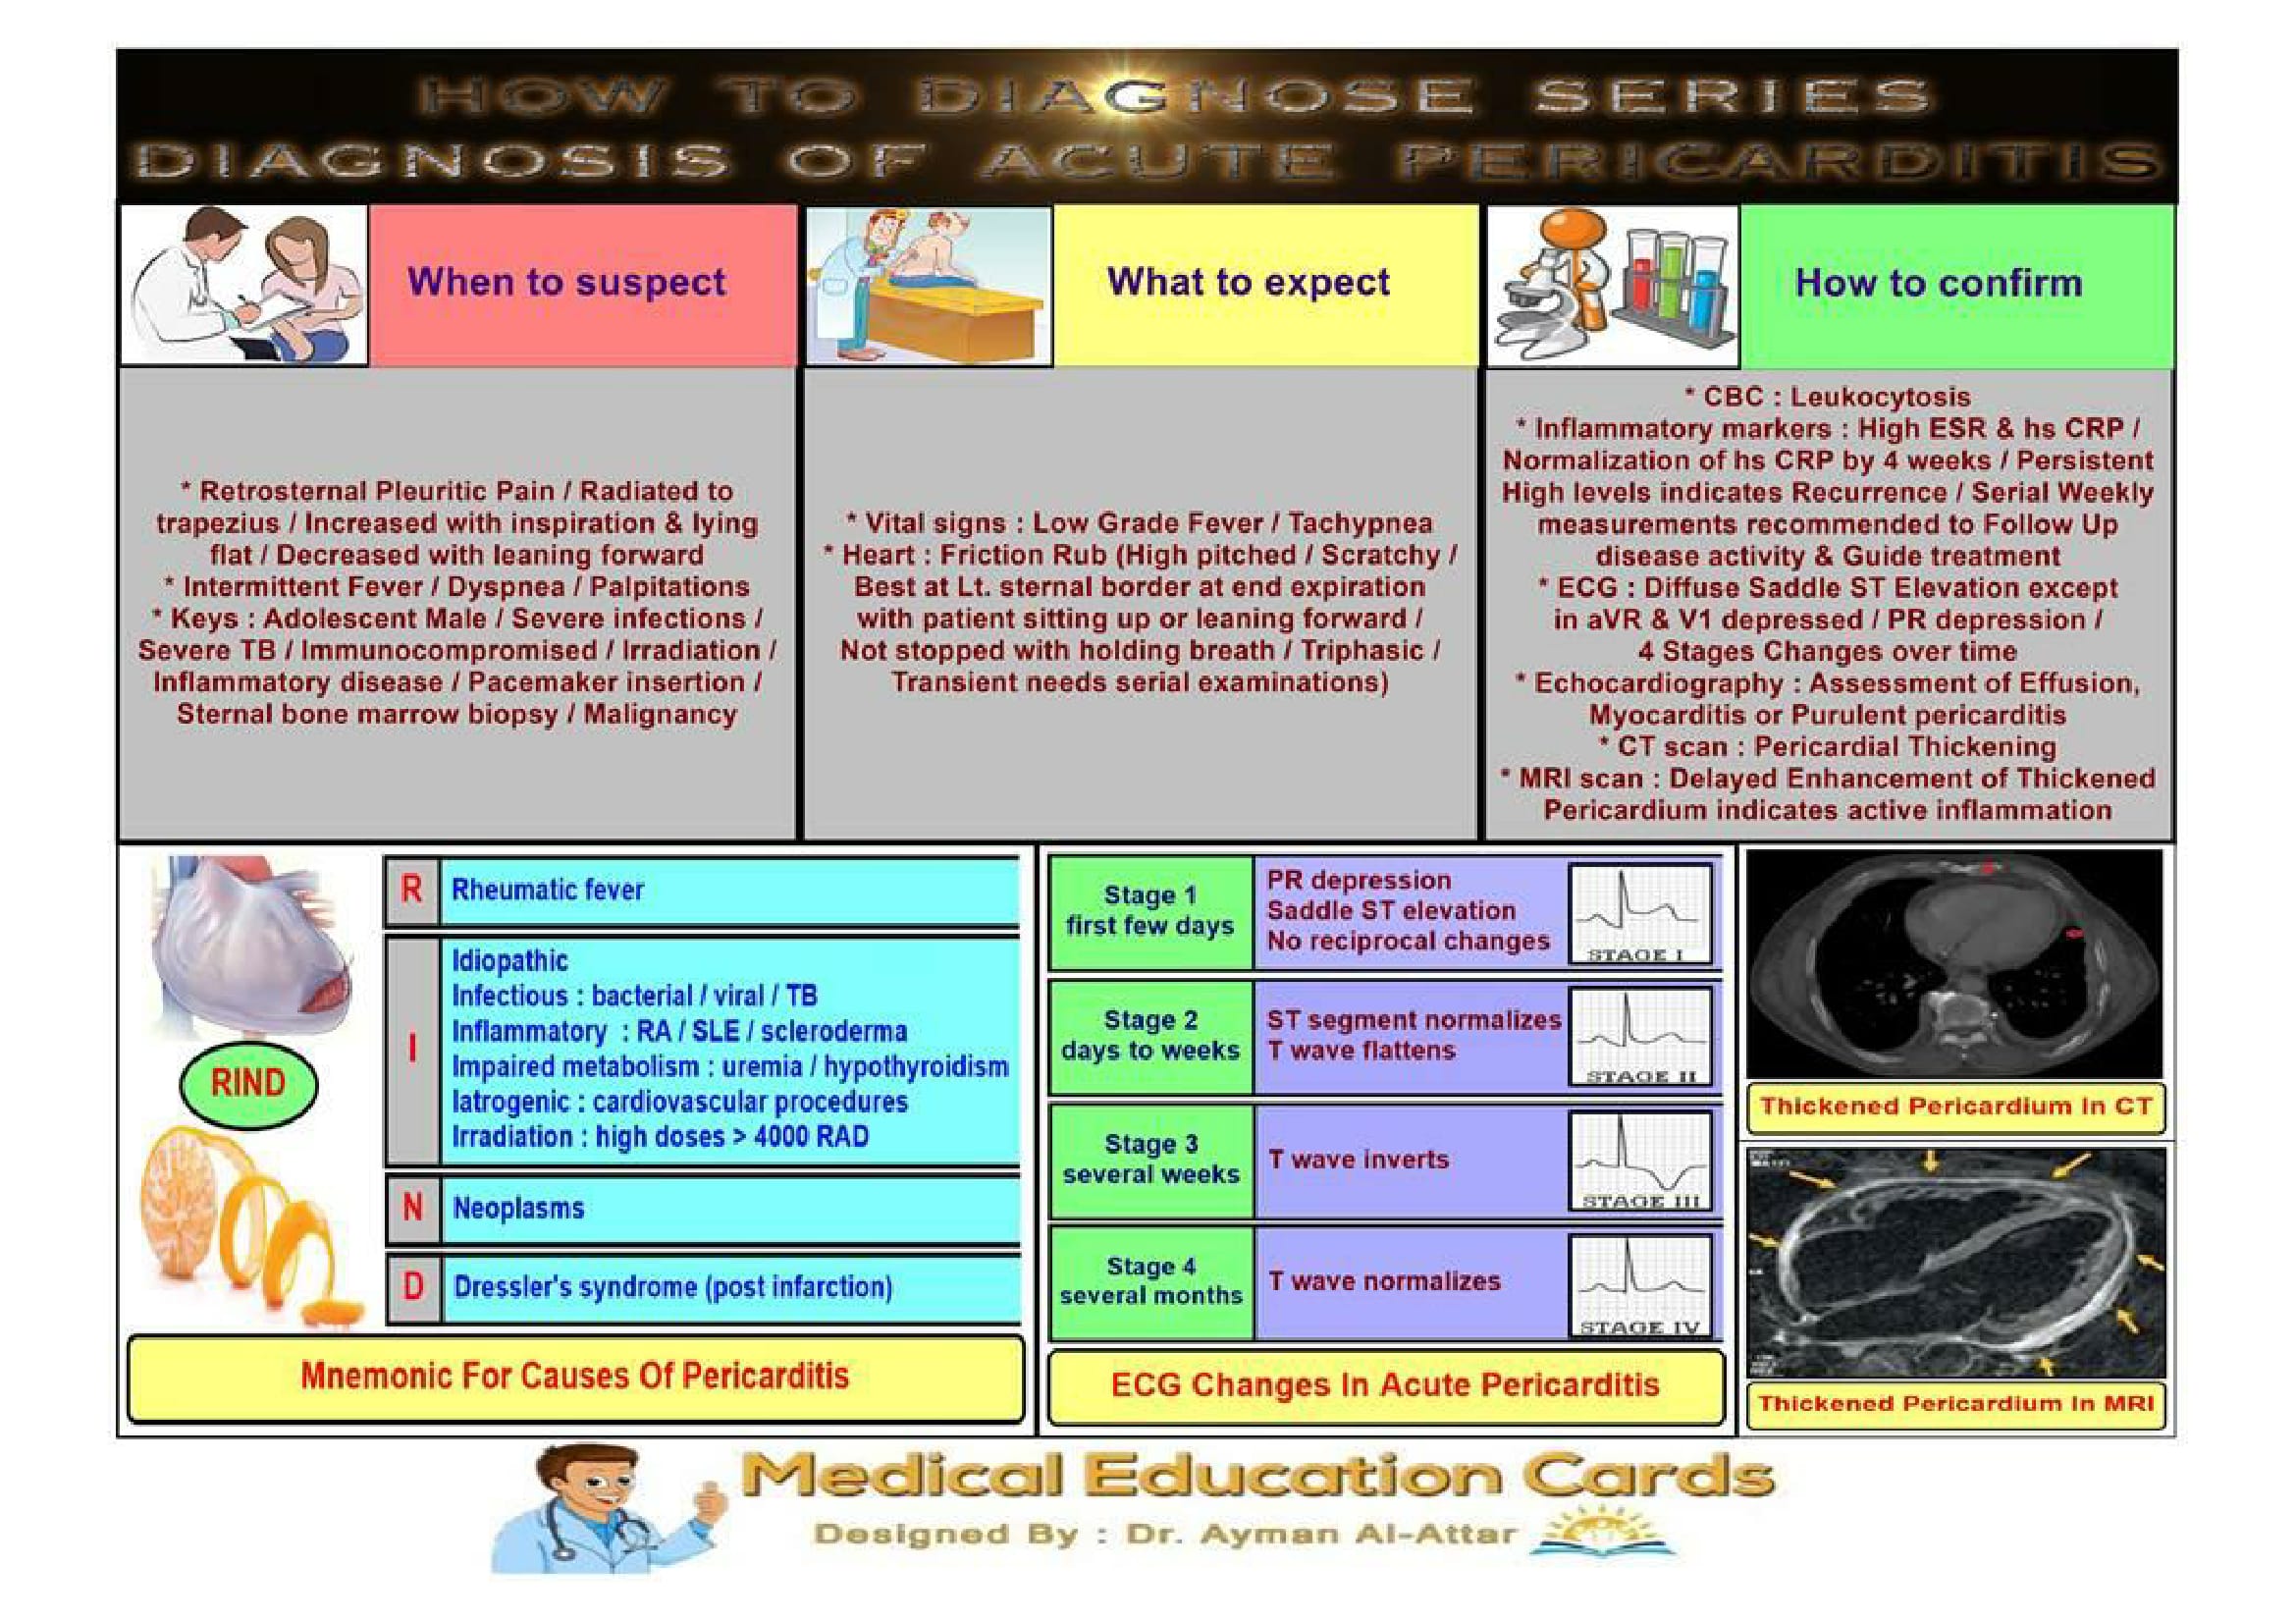 HOW TO DIAGNOSE SERIES
DIAGNOSIS OF ACUTE PERICARDITIS
When to suspect
* Retrosternal Pleuritic Pain / Radiated to
trapezius / Increased with inspiration & lying
flat / Decreased with leaning forward
* Intermittent Fever / Dyspnea / Palpitations
* Keys : Adolescent Male / Severe infections /
Severe TB / Immunocompromised / Irradiation /
Inflammatory disease / Pacemaker insertion /
Sternal bone marrow biopsy / Malignancy
What to expect
* Vital signs : Low Grade Fever / Tachypnea
* Heart : Friction Rub (High pitched / Scratchy /
Best at Lt. sternal border at end expiration
with patient sitting up or leaning forward /
Not stopped with holding breath / Triphasic /
Transient needs serial examinations)
How to confirm
* CBC : Leukocytosis
* Inflammatory markers : High ESR & hs CRP /
Normalization of hs CRP by 4 weeks / Persistent
High levels indicates Recurrence / Serial Weekly
measurements recommended to Follow Up
disease activity & Guide treatment
* ECG : Diffuse Saddle ST Elevation except
in aVR & V1 depressed / PR depression /
4 Stages Changes over time
* Echocardiography : Assessment of Effusion,
Myocarditis or Purulent pericarditis
* CT scan : Pericardial Thickening
* MRI scan : Delayed Enhancement of Thickened
Pericardium indicates active inflammation
RIND
R
Rheumatic fever
I
Idiopathic
Infectious : bacterial / viral / TB
Inflammatory : RA / SLE / scleroderma
Impaired metabolism : uremia / hypothyroidism
Iatrogenic : cardiovascular procedures
Irradiation : high doses > 4000 RAD
N
Neoplasms
D
Dressler's syndrome (post infarction)
Mnemonic For Causes Of Pericarditis
Stage 1
first few days
PR depression
Saddle ST elevation
No reciprocal changes
STAGE I
Stage 2
days to weeks
ST segment normalizes
T wave flattens
STAGE II
Stage 3
several weeks
T wave inverts
STAGE III
Stage 4
several months
T wave normalizes
STAGE IV
ECG Changes In Acute Pericarditis
Thickened Pericardium In CT
Thickened Pericardium In MRI
Medical Education Cards
Designed By : Dr. Ayman Al-Attar